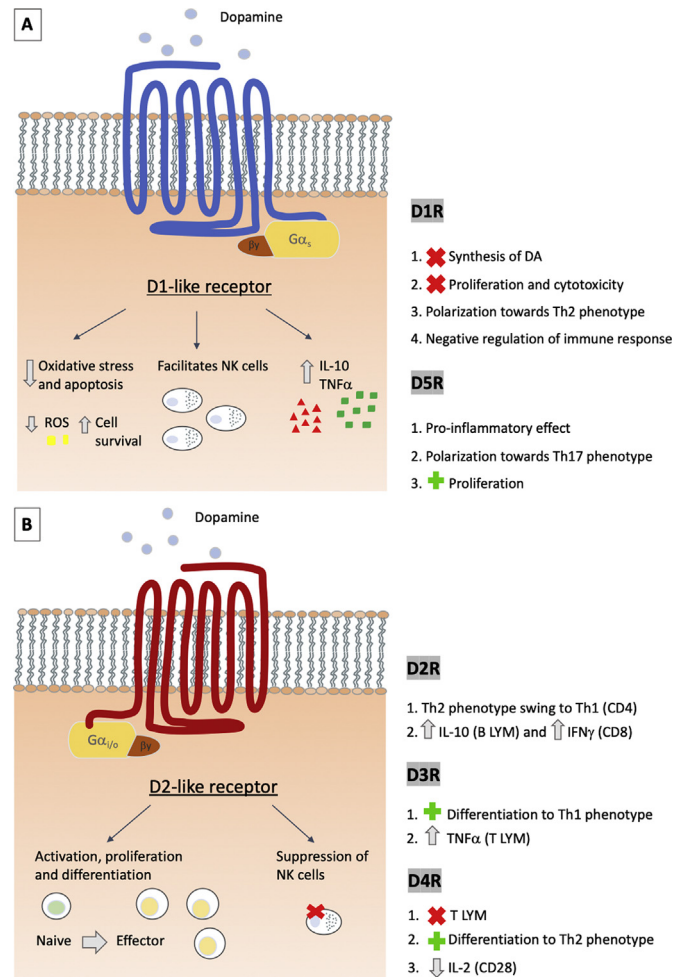 A
Dopamine
βγ
Gαs
D1-like receptor
Oxidative stress
and apoptosis
ROS
Cell
survival
Facilitates NK cells
IL-10
TNFα
D1R
1. Synthesis of DA
2. Proliferation and cytotoxicity
3. Polarization towards Th2 phenotype
4. Negative regulation of immune response
D5R
1. Pro-inflammatory effect
2. Polarization towards Th17 phenotype
3. Proliferation
B
Dopamine
Gαi/o
βγ
D2-like receptor
Activation, proliferation
and differentiation
Naive
Effector
Suppression of
NK cells
D2R
1. Th2 phenotype swing to Th1 (CD4)
2. IL-10 (B LYM) and IFNγ (CD8)
D3R
1. Differentiation to Th1 phenotype
2. TNFα (T LYM)
D4R
1. T LYM
2. Differentiation to Th2 phenotype
3. IL-2 (CD28)